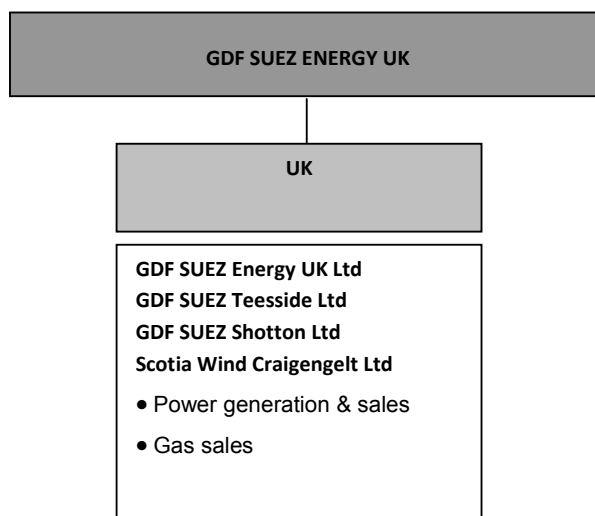 GDF SUEZ ENERGY UK
UK
GDF SUEZ Energy UK Ltd
GDF SUEZ Teesside Ltd
GDF SUEZ Shotton Ltd
Scotia Wind Craigengelt Ltd
• Power generation & sales
• Gas sales